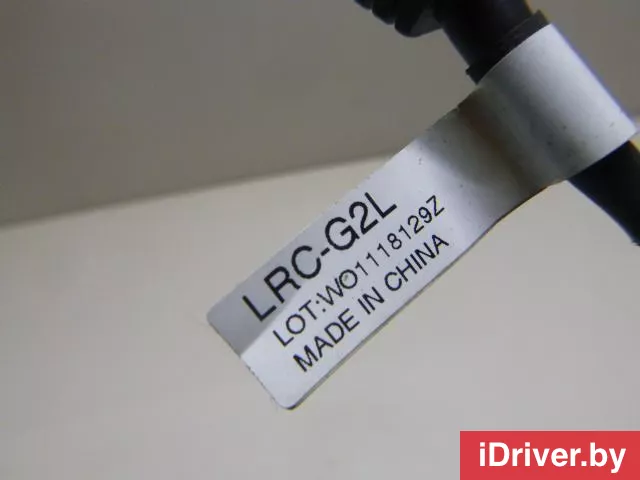 LRC-G2L
LOT:WO1118129Z
MADE IN CHINA
iDriver.by